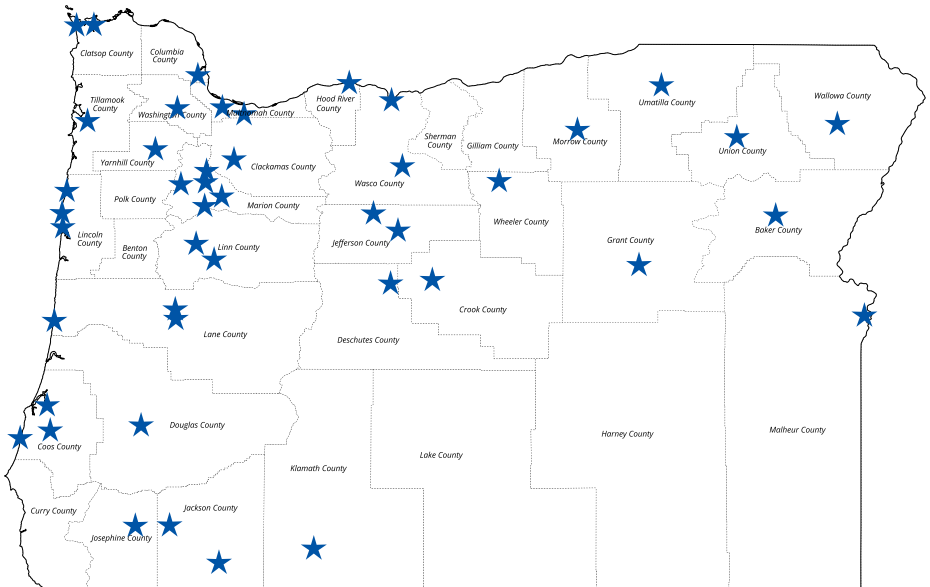 Clatsop County
Columbia
County
Tillamook
County
Washington County
Multnomah County
Hood River
County
Sherman
County
Gilliam County
Morrow County
Umatilla County
Union County
Wallowa County
Yamhill County
Clackamas County
Wasco County
Polk County
Marion County
Lincoln
County
Benton
County
Linn County
Jefferson County
Wheeler County
Grant County
Baker County
Lane County
Deschutes County
Crook County
Douglas County
Coos County
Klamath County
Lake County
Harney County
Malheur County
Curry County
Josephine County
Jackson County